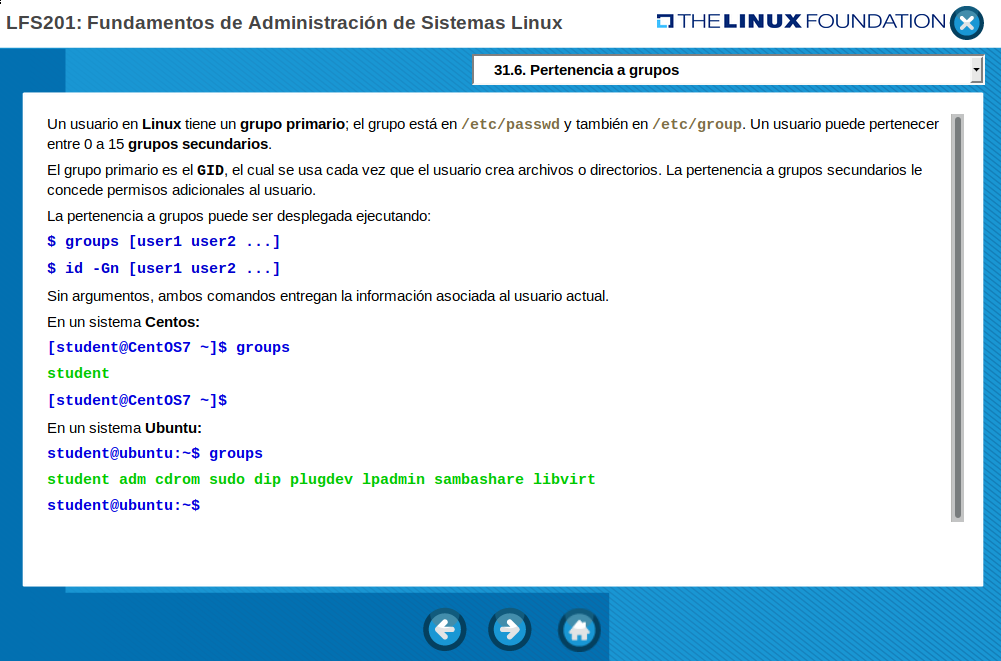 LFS201: Fundamentos de Administración de Sistemas Linux
THE LINUX FOUNDATION
31.6. Pertenencia a grupos
Un usuario en Linux tiene un grupo primario; el grupo está en /etc/passwd y también en /etc/group. Un usuario puede pertenecer
entre 0 a 15 grupos secundarios.
El grupo primario es el GID, el cual se usa cada vez que el usuario crea archivos o directorios. La pertenencia a grupos secundarios le
concede permisos adicionales al usuario.
La pertenencia a grupos puede ser desplegada ejecutando:
$ groups [user1 user2 ...]
$ id -Gn [user1 user2 ...]
Sin argumentos, ambos comandos entregan la información asociada al usuario actual.
En un sistema Centos:
[student@CentOS7 ~]$ groups
student
[student@CentOS7 ~]$
En un sistema Ubuntu:
student@ubuntu:~$ groups
student adm cdrom sudo dip plugdev lpadmin sambashare libvirt
student@ubuntu:~$